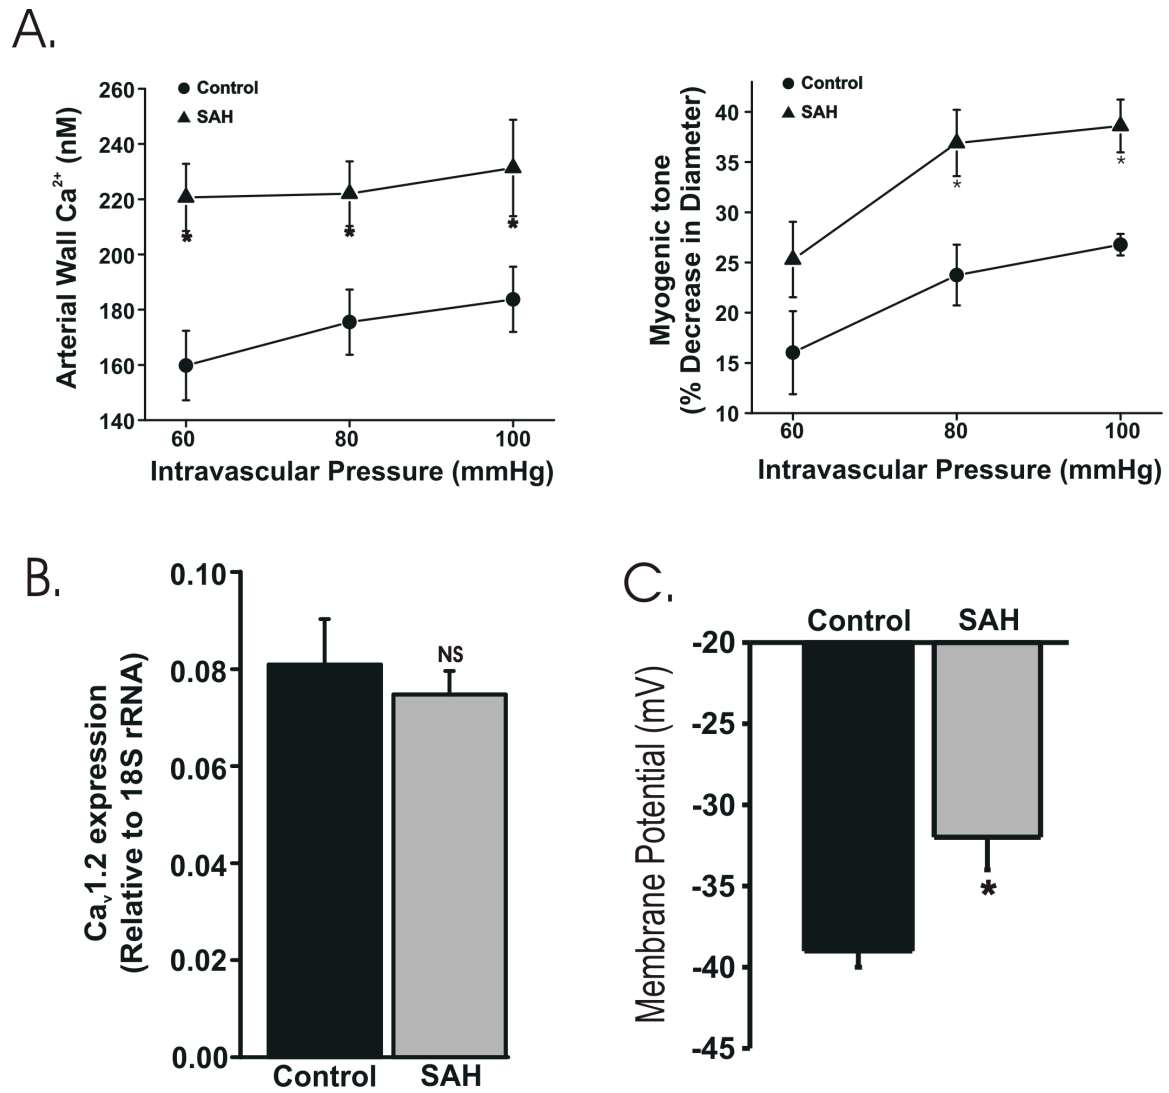 A.
Control
SAH
260
240
220
200
180
160
140
Arterial Wall Ca²⁺ (nM)
*
*
*
60
80
100
Intravascular Pressure (mmHg)
Control
SAH
40
35
30
25
20
15
10
Myogenic tone
(% Decrease in Diameter)
*
*
60
80
100
Intravascular Pressure (mmHg)
B.
0.10
0.08
0.06
0.04
0.02
0.00
Caᵥ1.2 expression
(Relative to 18S rRNA)
NS
Control
SAH
C.
Control
SAH
-20
-25
-30
-35
-40
-45
Membrane Potential (mV)
*